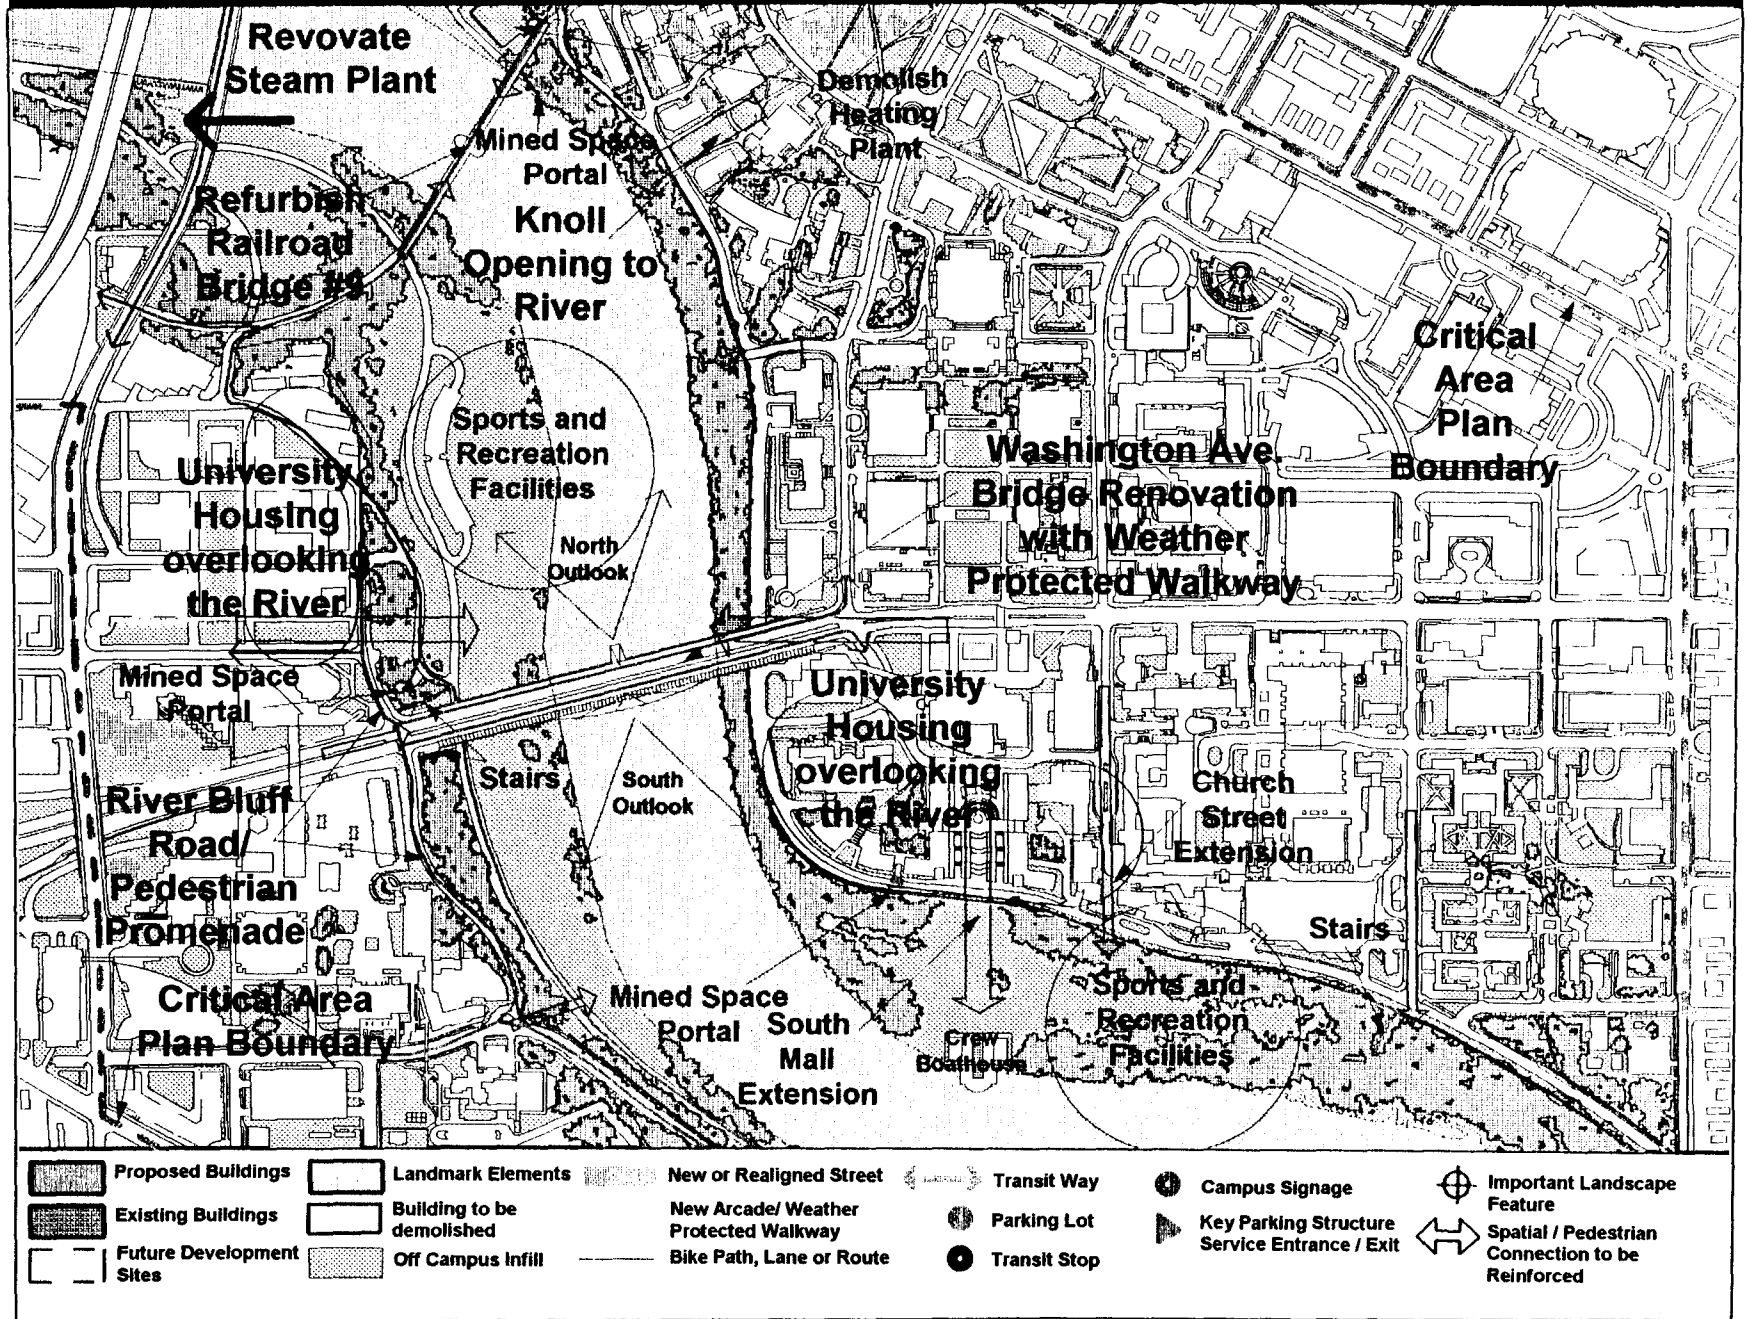 Revovate
Steam Plant
Demolish
Heating
Plant
Mined Space
Portal
Refurbish
Railroad
Bridge #9
Knoll
Opening to
River
Critical
Area
Plan
Boundary
Sports and
Recreation
Facilities
Washington Ave.
Bridge Renovation
with Weather
Protected Walkway
University
Housing
overlooking
the River
North
Outlook
Mined Space
Portal
University
Housing
overlooking
the River
Stairs
South
Outlook
Church
Street
Extension
River Bluff
Road/
Pedestrian
Promenade
Stairs
Critical Area
Plan Boundary
Mined Space
Portal
South
Mall
Extension
Crew
Boathouse
Sports and
Recreation
Facilities
Proposed Buildings
Existing Buildings
Future Development
Sites
Landmark Elements
Building to be
demolished
Off Campus Infill
New or Realigned Street
New Arcade/ Weather
Protected Walkway
Bike Path, Lane or Route
Transit Way
Parking Lot
Transit Stop
Campus Signage
Key Parking Structure
Service Entrance / Exit
Important Landscape
Feature
Spatial / Pedestrian
Connection to be
Reinforced